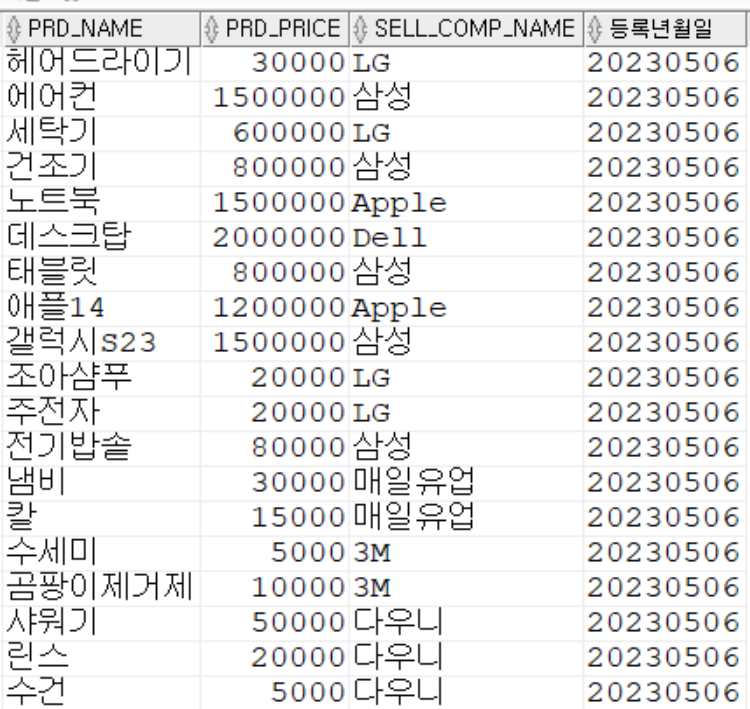 PRD_NAME PRD_PRICE SELL_COMP_NAME 등록년월일
헤어드라이기 30000 LG 20230506
에어컨 1500000 삼성 20230506
세탁기 600000 LG 20230506
건조기 800000 삼성 20230506
노트북 1500000 Apple 20230506
데스크탑 2000000 Dell 20230506
태블릿 800000 삼성 20230506
애플14 1200000 Apple 20230506
갤럭시S23 1500000 삼성 20230506
조아샴푸 20000 LG 20230506
주전자 20000 LG 20230506
전기밥솥 80000 삼성 20230506
냄비 30000 매일유업 20230506
칼 15000 매일유업 20230506
수세미 5000 3M 20230506
곰팡이제거제 10000 3M 20230506
샤워기 50000 다우니 20230506
린스 20000 다우니 20230506
수건 5000 다우니 20230506